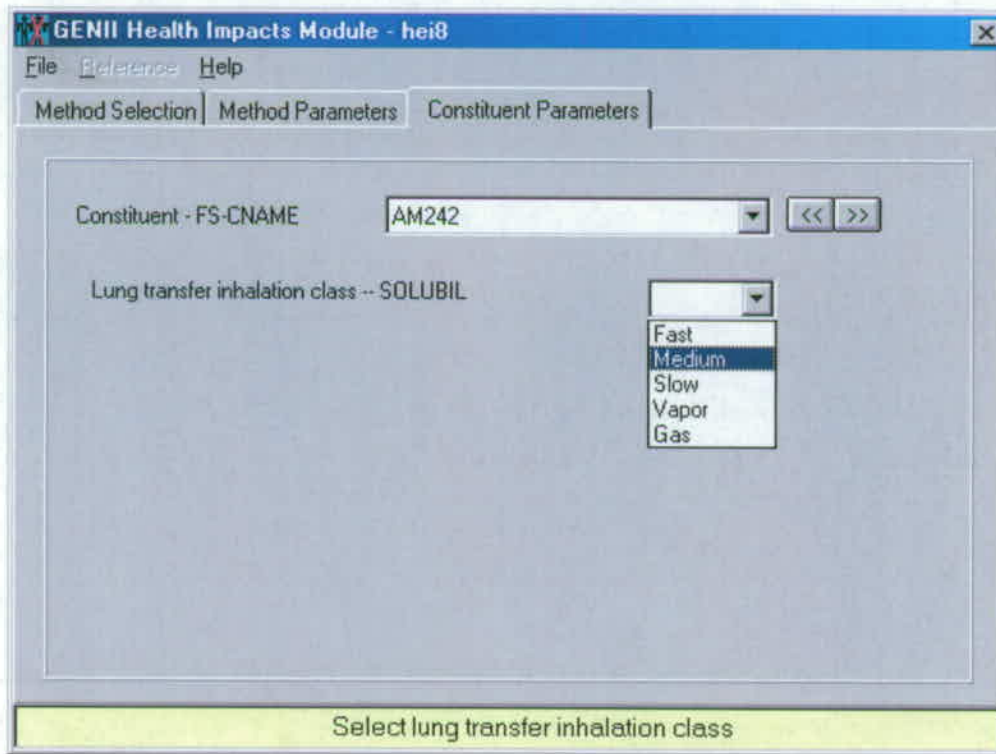 GENII Health Impacts Module - hei8
File Reference Help
Method Selection Method Parameters Constituent Parameters
Constituent - FS-CNAME AM242 << >>
Lung transfer inhalation class -- SOLUBIL
Fast
Medium
Slow
Vapor
Gas
Select lung transfer inhalation class